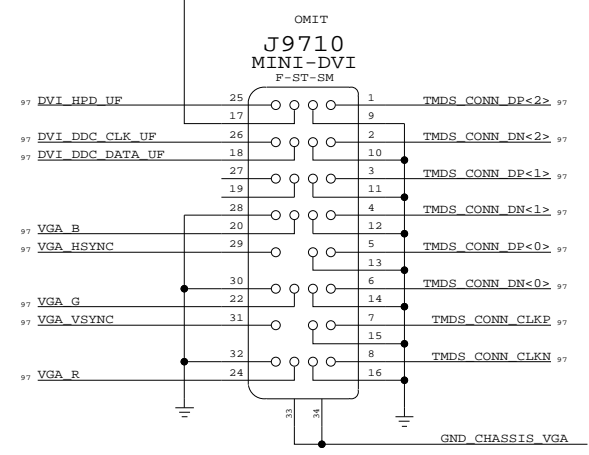 OMIT
J9710
MINI-DVI
F-ST-SM
97 DVI_HPD_UF 25 1 TMDS_CONN_DP<2> 97
17 9
97 DVI_DDC_CLK_UF 26 2 TMDS_CONN_DN<2> 97
97 DVI_DDC_DATA_UF 18 10
27 3 TMDS_CONN_DP<1> 97
19 11
28 4 TMDS_CONN_DN<1> 97
97 VGA_B 20 12
97 VGA_HSYNC 29 5 TMDS_CONN_DP<0> 97
13
30 6 TMDS_CONN_DN<0> 97
97 VGA_G 22 14
97 VGA_VSYNC 31 7 TMDS_CONN_CLKP 97
15
32 8 TMDS_CONN_CLKN 97
97 VGA_R 24 16
33 34
GND_CHASSIS_VGA